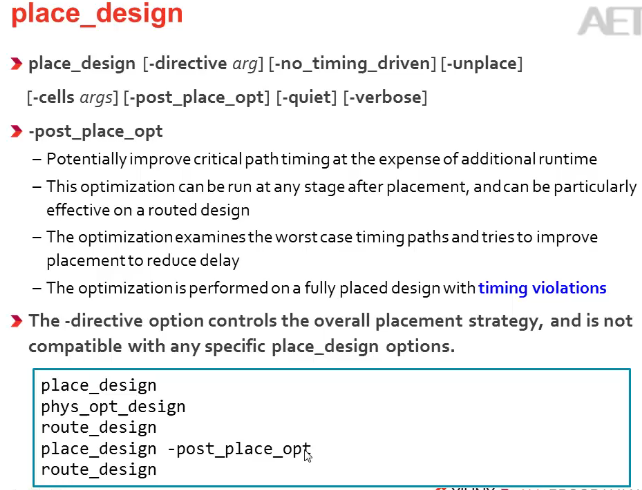 place_design
AET
place_design [-directive arg] [-no_timing_driven] [-unplace]
[-cells args] [-post_place_opt] [-quiet] [-verbose]
-post_place_opt
– Potentially improve critical path timing at the expense of additional runtime
– This optimization can be run at any stage after placement, and can be particularly
effective on a routed design
– The optimization examines the worst case timing paths and tries to improve
placement to reduce delay
– The optimization is performed on a fully placed design with timing violations
The -directive option controls the overall placement strategy, and is not
compatible with any specific place_design options.
place_design
phys_opt_design
route_design
place_design -post_place_opt
route_design